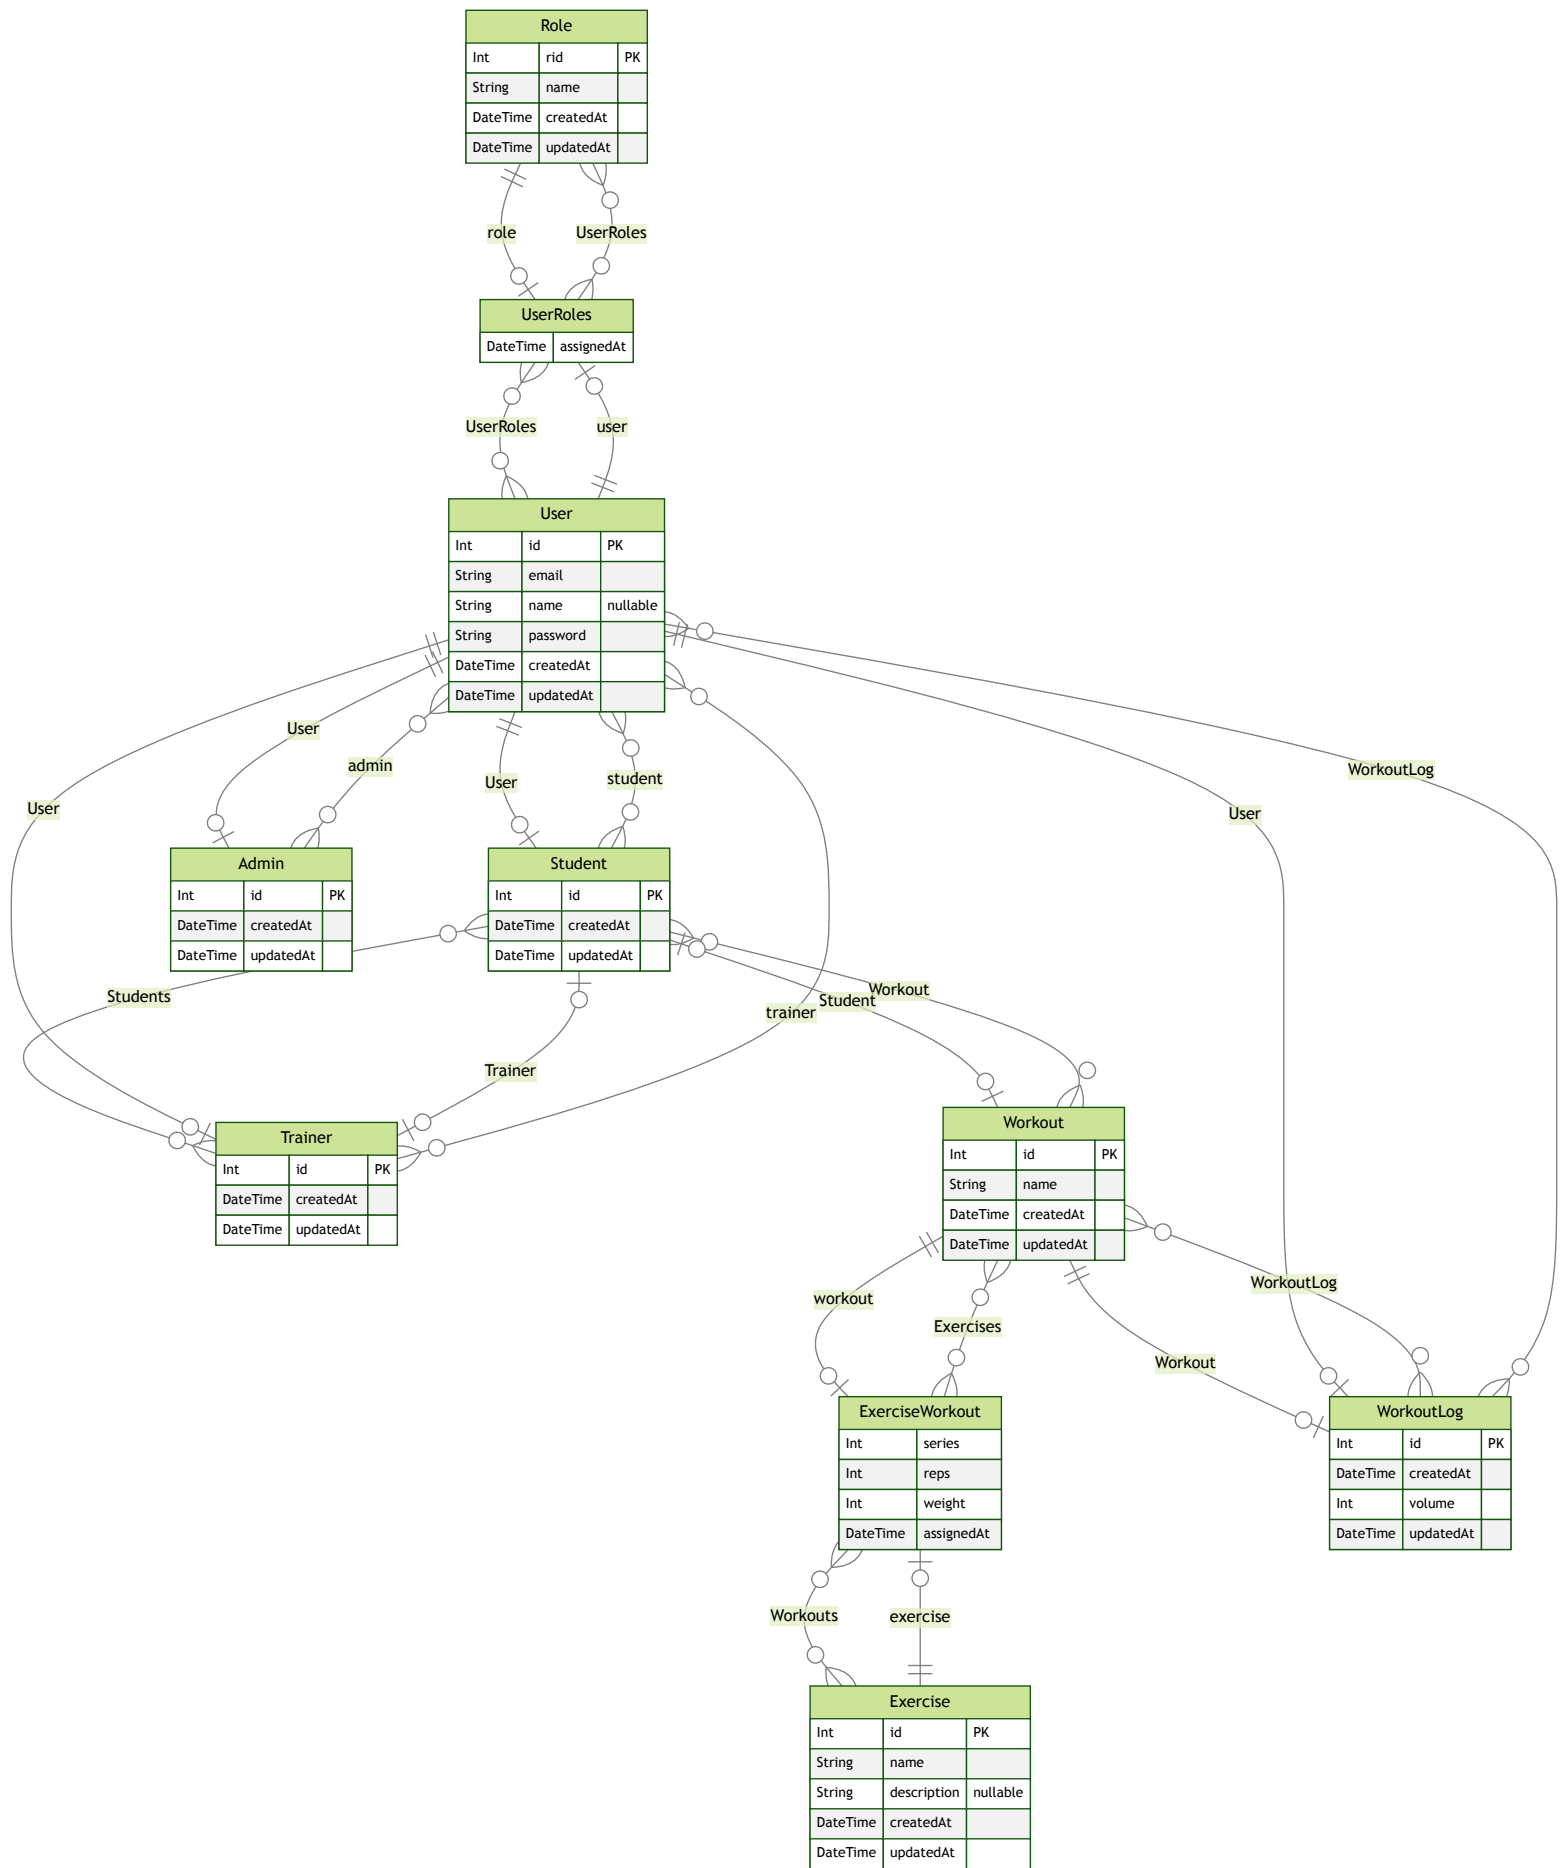 Role
Int rid PK
String name
DateTime createdAt
DateTime updatedAt
role UserRoles
UserRoles
DateTime assignedAt
UserRoles user
User
Int id PK
String email
String name nullable
String password
DateTime createdAt
DateTime updatedAt
User
admin
User
student
User
WorkoutLog
User
Admin
Int id PK
DateTime createdAt
DateTime updatedAt
Student
Int id PK
DateTime createdAt
DateTime updatedAt
Students
Trainer
trainer
Student
Workout
Trainer
Int id PK
DateTime createdAt
DateTime updatedAt
Workout
Int id PK
String name
DateTime createdAt
DateTime updatedAt
workout
Exercises
Workout
WorkoutLog
ExerciseWorkout
Int series
Int reps
Int weight
DateTime assignedAt
WorkoutLog
Int id PK
DateTime createdAt
Int volume
DateTime updatedAt
Workouts exercise
Exercise
Int id PK
String name
String description nullable
DateTime createdAt
DateTime updatedAt